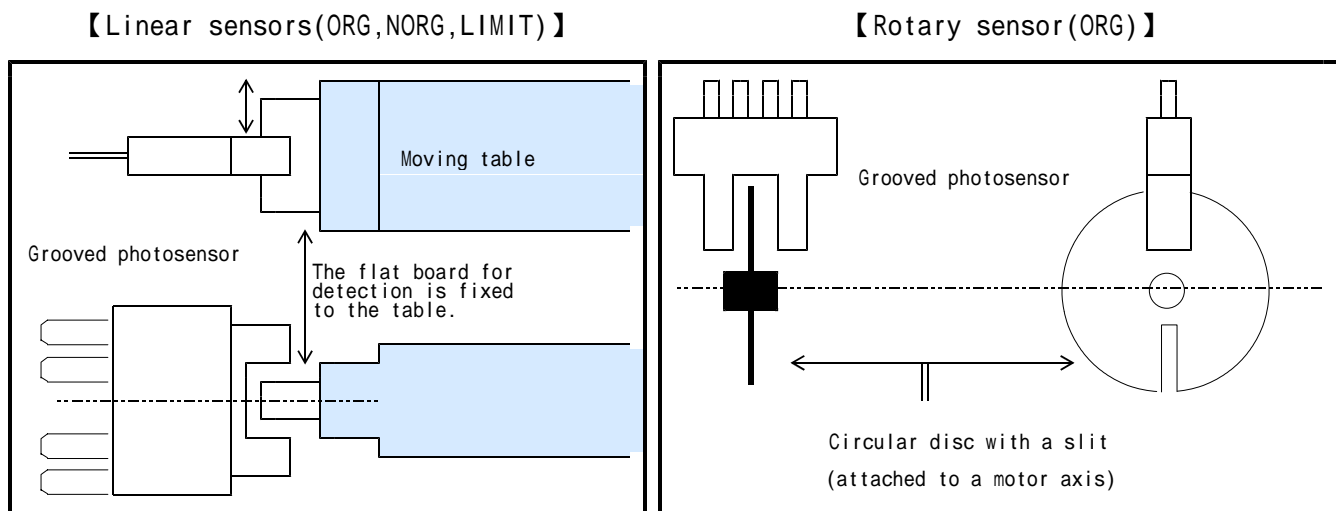 【Linear sensors(ORG,NORG,LIMIT)】
【Rotary sensor(ORG)】
Moving table
Grooved photosensor
The flat board for
detection is fixed
to the table.
Grooved photosensor
Circular disc with a slit
(attached to a motor axis)